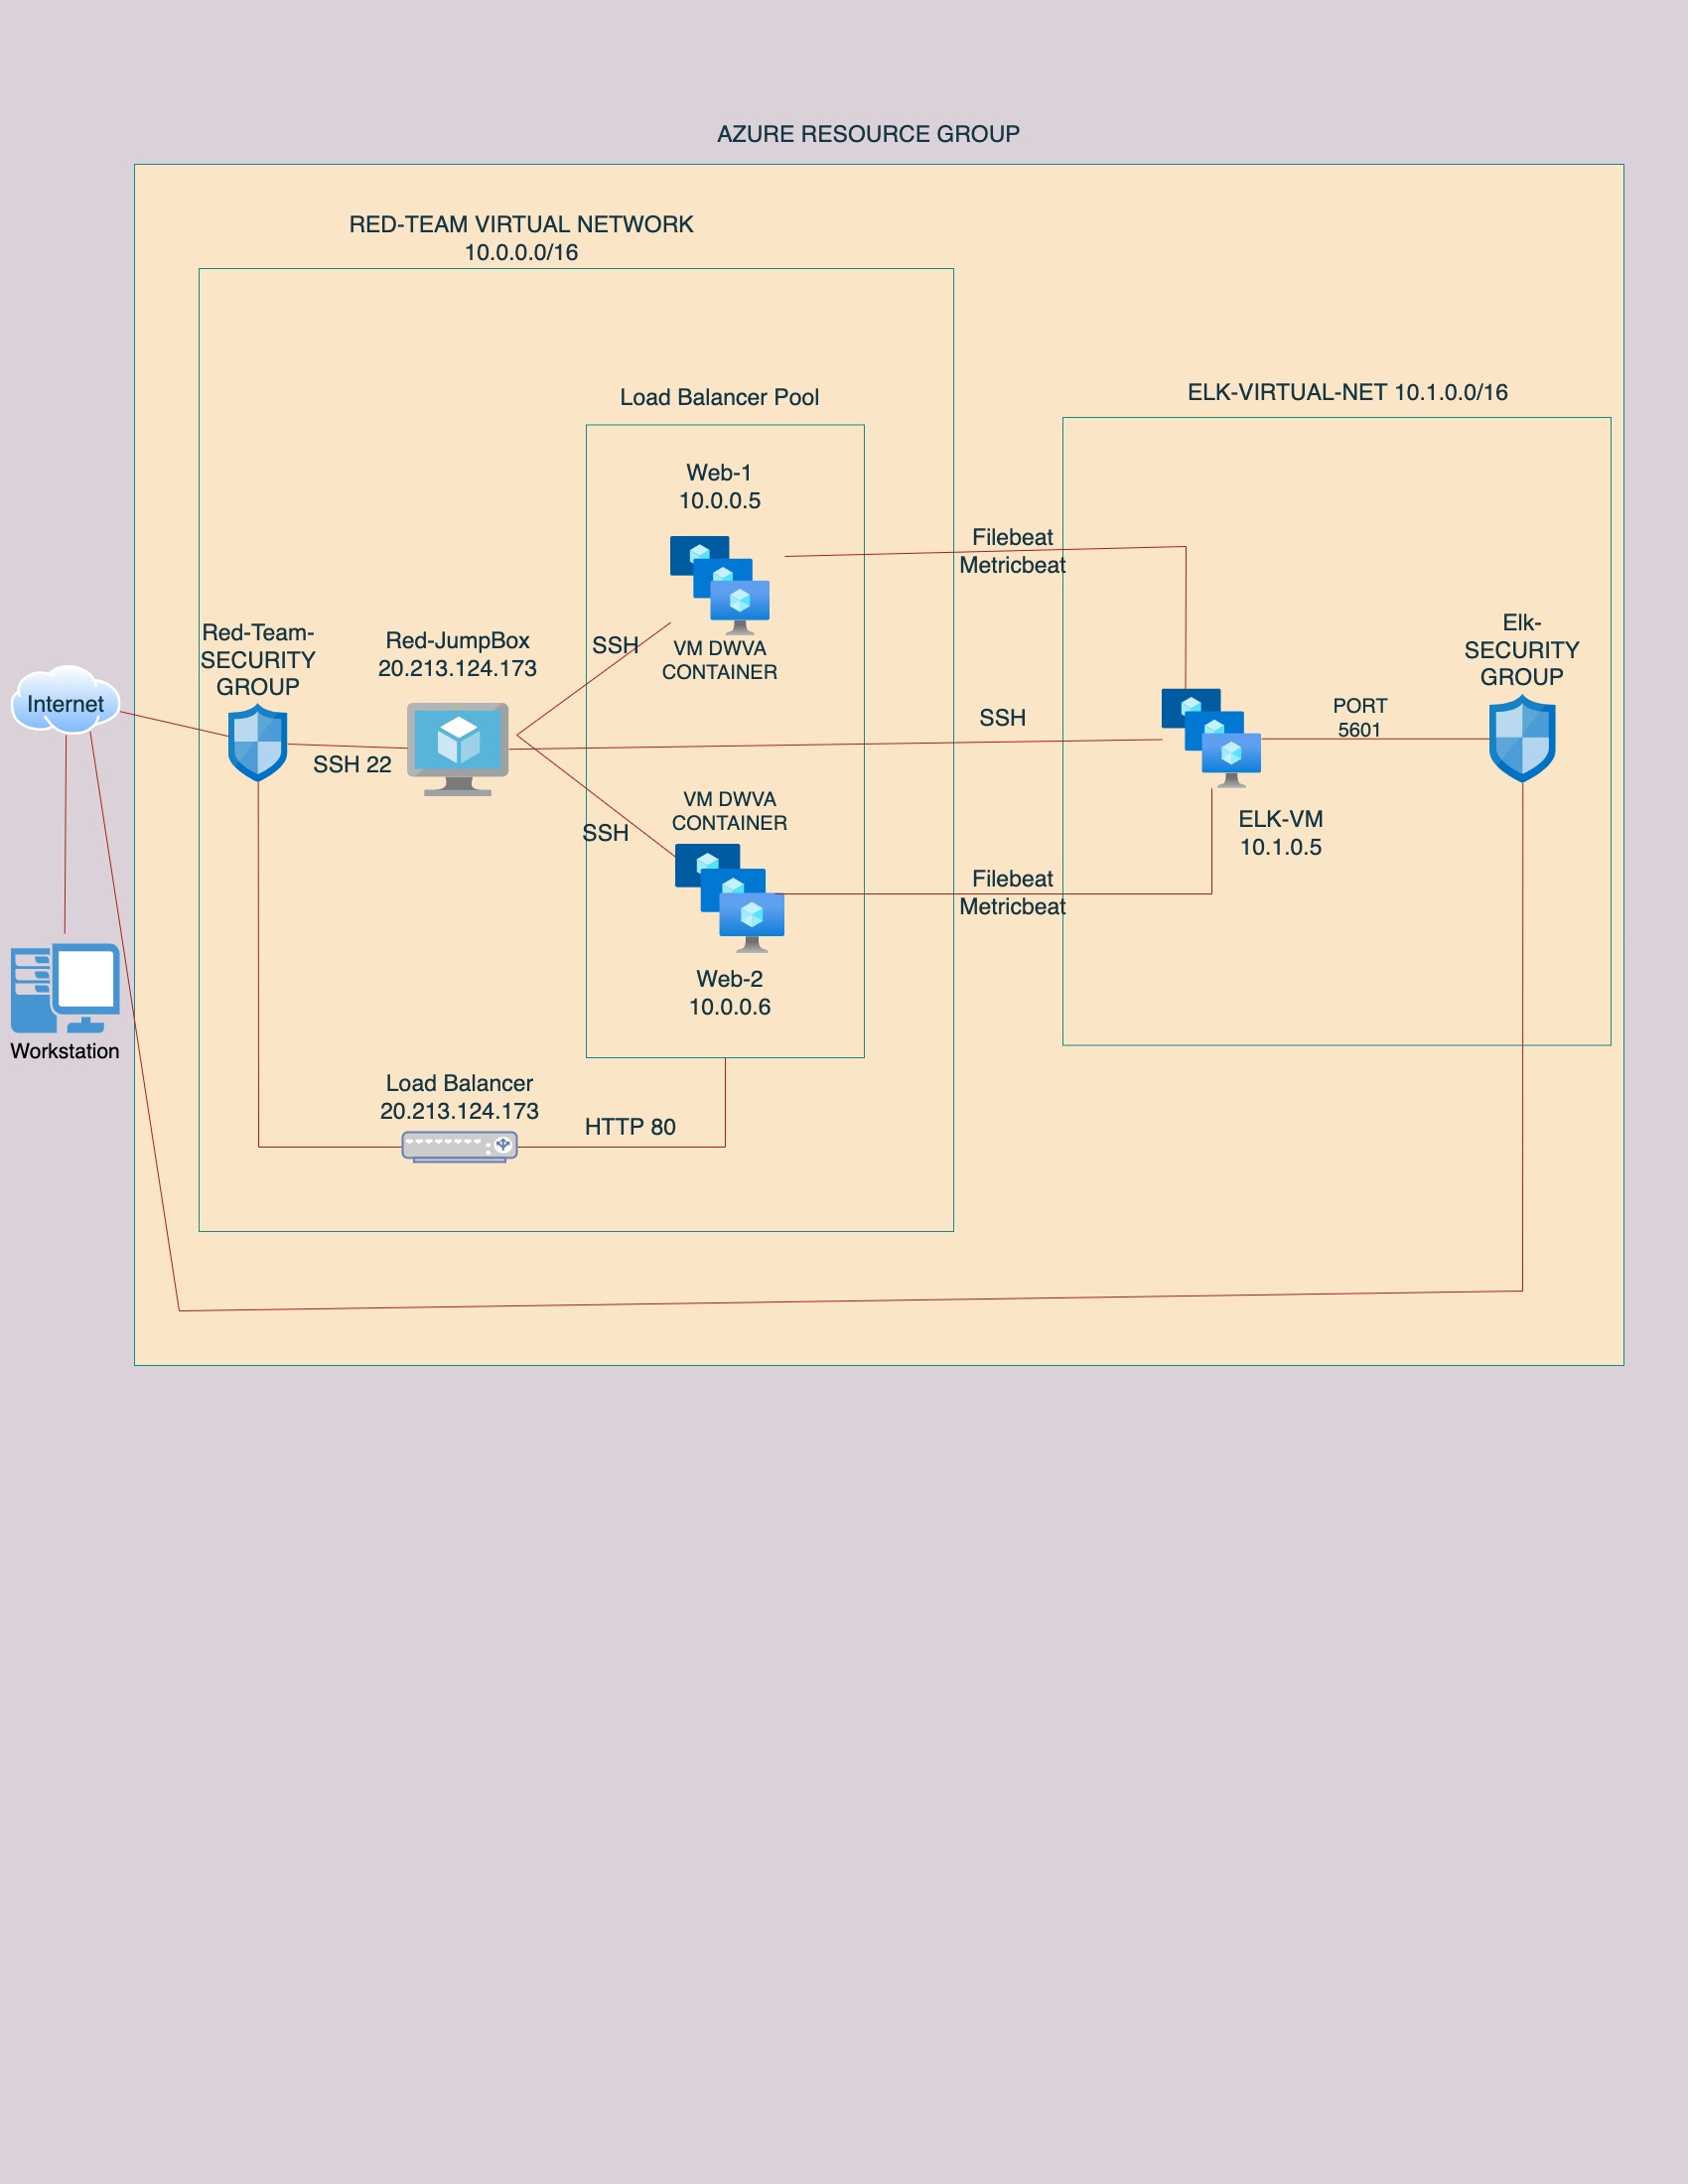 AZURE RESOURCE GROUP
RED-TEAM VIRTUAL NETWORK
10.0.0.0/16
Load Balancer Pool
ELK-VIRTUAL-NET 10.1.0.0/16
Web-1
10.0.0.5
Filebeat
Metricbeat
Red-Team-
SECURITY
GROUP
Red-JumpBox
20.213.124.173
SSH
VM DWVA
CONTAINER
Elk-
SECURITY
GROUP
Internet
SSH 22
SSH
PORT
5601
VM DWVA
CONTAINER
SSH
ELK-VM
10.1.0.5
Filebeat
Metricbeat
Web-2
10.0.0.6
Workstation
Load Balancer
20.213.124.173
HTTP 80